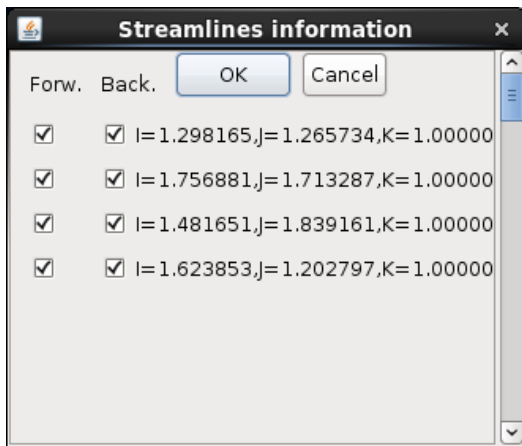 Streamlines information
Forw. Back. OK Cancel
I=1.298165,J=1.265734,K=1.00000
I=1.756881,J=1.713287,K=1.00000
I=1.481651,J=1.839161,K=1.00000
I=1.623853,J=1.202797,K=1.00000